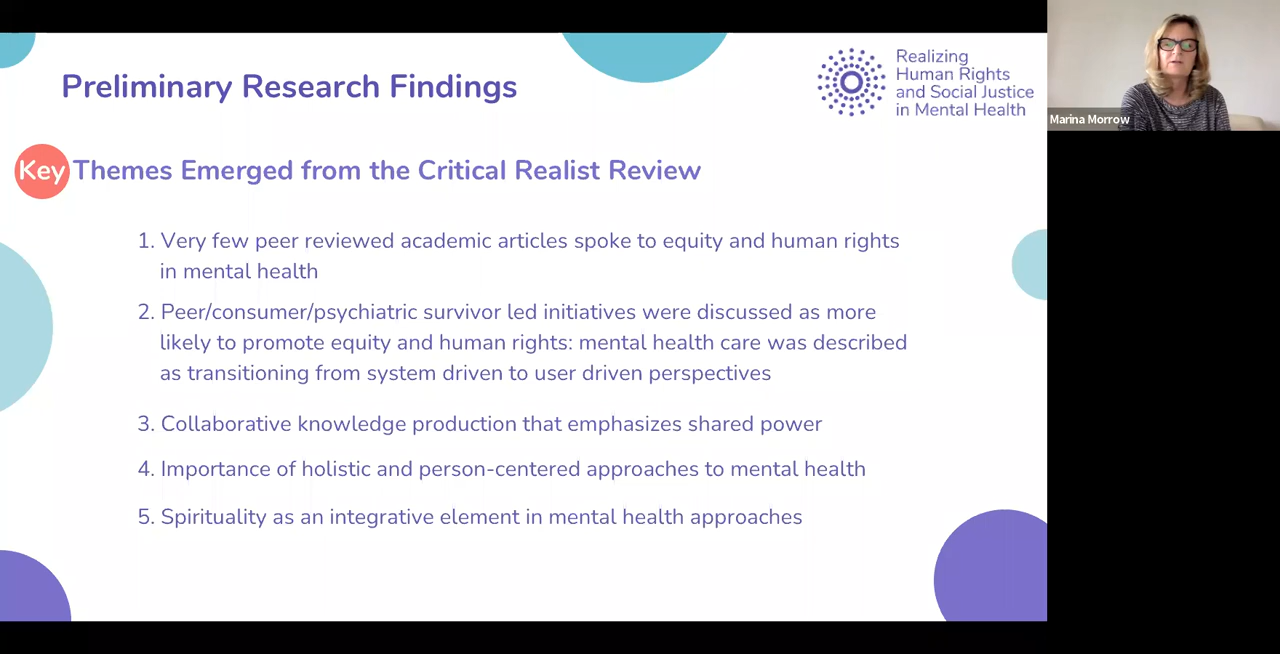 Preliminary Research Findings
Realizing
Human Rights
and Social Justice
in Mental Health
Marina Morrow
Key Themes Emerged from the Critical Realist Review
1. Very few peer reviewed academic articles spoke to equity and human rights
in mental health
2. Peer/consumer/psychiatric survivor led initiatives were discussed as more
likely to promote equity and human rights: mental health care was described
as transitioning from system driven to user driven perspectives
3. Collaborative knowledge production that emphasizes shared power
4. Importance of holistic and person-centered approaches to mental health
5. Spirituality as an integrative element in mental health approaches